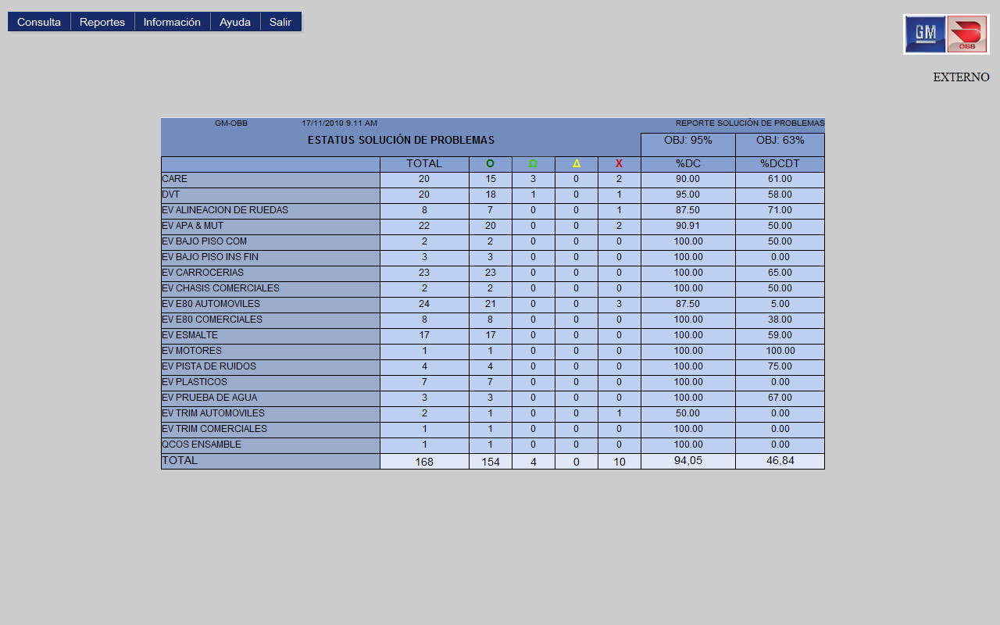 Consulta Reportes Información Ayuda Salir
GM
OBB
EXTERNO
GM-OBB 17/11/2010 9.11 AM REPORTE SOLUCIÓN DE PROBLEMAS
ESTATUS SOLUCIÓN DE PROBLEMAS OBJ: 95% OBJ: 63%
TOTAL O Ω Δ X %DC %DCDT
CARE 20 15 3 0 2 90.00 61.00
DVT 20 18 1 0 1 95.00 58.00
EV ALINEACION DE RUEDAS 8 7 0 0 1 87.50 71.00
EV APA & MUT 22 20 0 0 2 90.91 50.00
EV BAJO PISO COM 2 2 0 0 0 100.00 50.00
EV BAJO PISO INS FIN 3 3 0 0 0 100.00 0.00
EV CARROCERIAS 23 23 0 0 0 100.00 65.00
EV CHASIS COMERCIALES 2 2 0 0 0 100.00 50.00
EV E80 AUTOMOVILES 24 21 0 0 3 87.50 5.00
EV E80 COMERCIALES 8 8 0 0 0 100.00 38.00
EV ESMALTE 17 17 0 0 0 100.00 59.00
EV MOTORES 1 1 0 0 0 100.00 100.00
EV PISTA DE RUIDOS 4 4 0 0 0 100.00 75.00
EV PLASTICOS 7 7 0 0 0 100.00 0.00
EV PRUEBA DE AGUA 3 3 0 0 0 100.00 67.00
EV TRIM AUTOMOVILES 2 1 0 0 1 50.00 0.00
EV TRIM COMERCIALES 1 1 0 0 0 100.00 0.00
QCOS ENSAMBLE 1 1 0 0 0 100.00 0.00
TOTAL 168 154 4 0 10 94,05 46,84